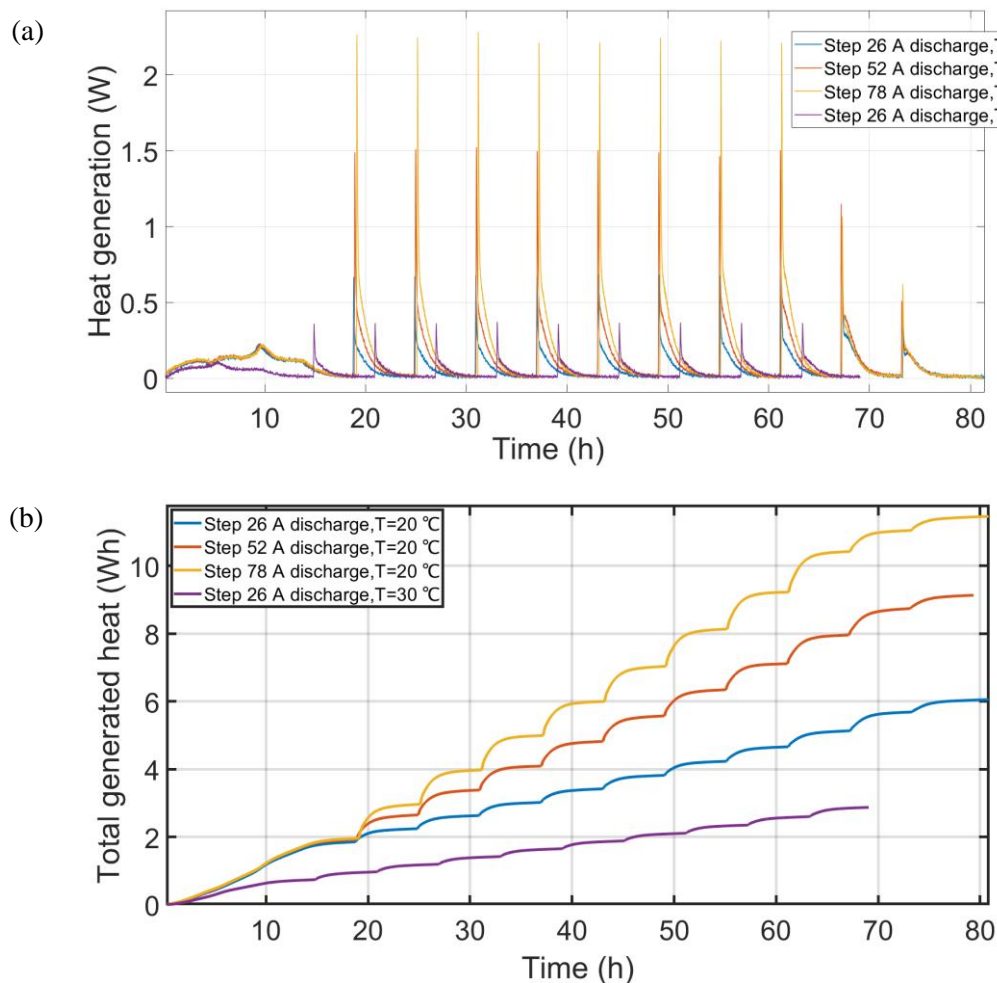 (a)
Heat generation (W)
2
1.5
1
0.5
0
Step 26 A discharge,T
Step 52 A discharge,T
Step 78 A discharge,T
Step 26 A discharge,T
10 20 30 40 50 60 70 80
Time (h)
(b)
Total generated heat (Wh)
10
8
6
4
2
0
Step 26 A discharge,T=20 ℃
Step 52 A discharge,T=20 ℃
Step 78 A discharge,T=20 ℃
Step 26 A discharge,T=30 ℃
10 20 30 40 50 60 70 80
Time (h)